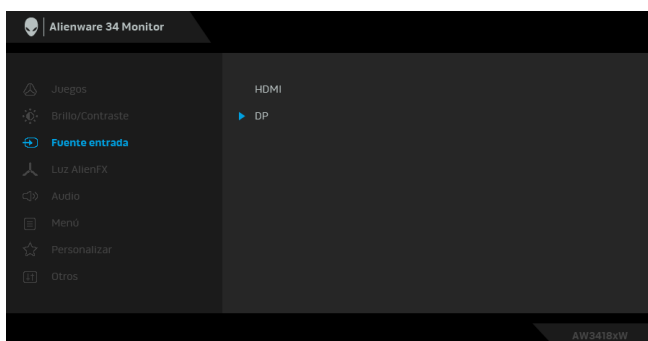 Alienware 34 Monitor
Juegos
HDMI
Brillo/Contraste
DP
Fuente entrada
Luz AlienFX
Audio
Menú
Personalizar
Otros
AW3418xW